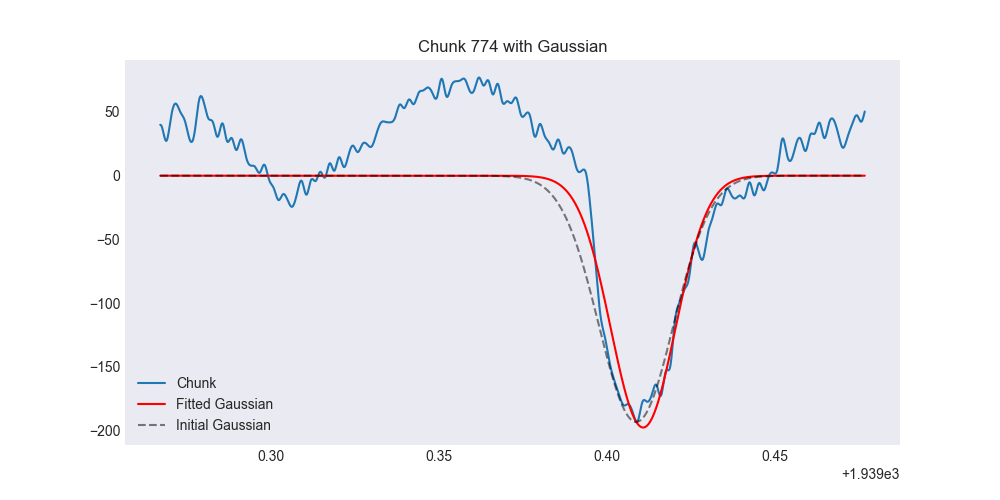 Chunk 774 with Gaussian
50
0
−50
−100
−150
−200
Chunk
Fitted Gaussian
Initial Gaussian
0.30 0.35 0.40 0.45
+1.939e3